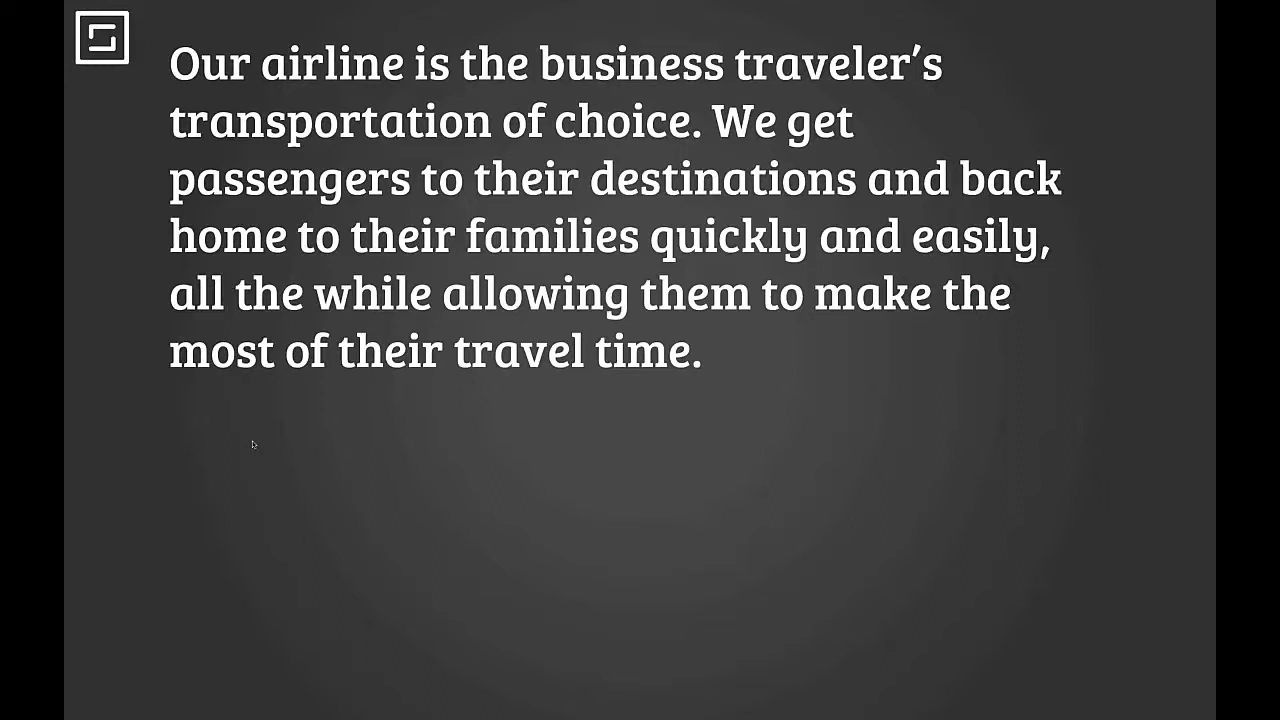 Our airline is the business traveler's
transportation of choice. We get
passengers to their destinations and back
home to their families quickly and easily,
all the while allowing them to make the
most of their travel time.